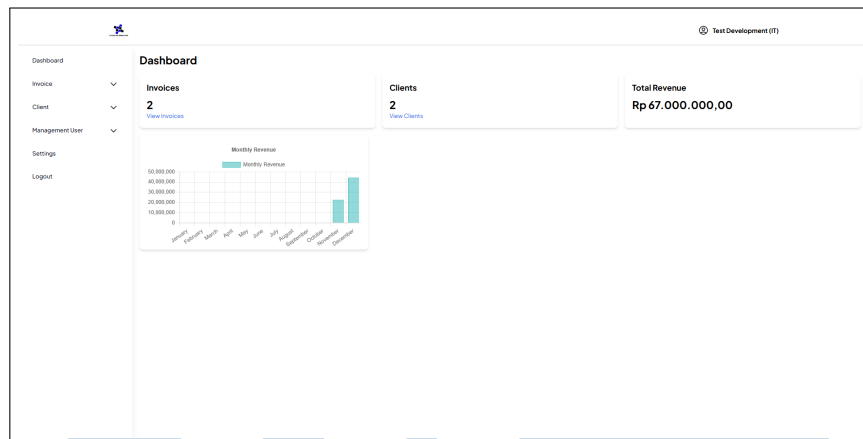 Test Development (IT)
Dashboard
Invoice
Client
Management User
Settings
Logout
Dashboard
Invoices
2
View Invoices
Clients
2
View Clients
Total Revenue
Rp 67.000.000,00
Monthly Revenue
Monthly Revenue
50,000,000
40,000,000
30,000,000
20,000,000
10,000,000
0
January February March April May June July August September October November December